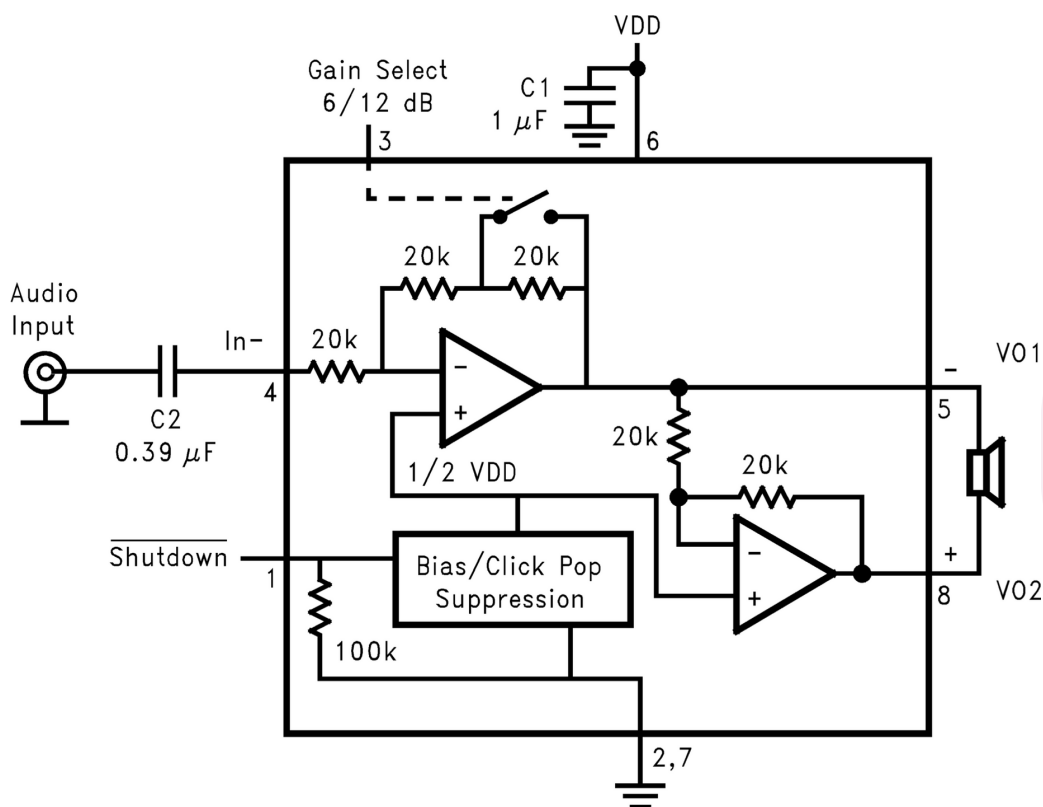 VDD
Gain Select
6/12 dB
C1
1 μF
3
6
20k
20k
Audio
Input
In-
20k
4
C2
0.39 μF
−
+
1/2 VDD
−
VO1
5
20k
20k
Shutdown
1
Bias/Click Pop
Suppression
100k
−
+
+
8
VO2
2,7